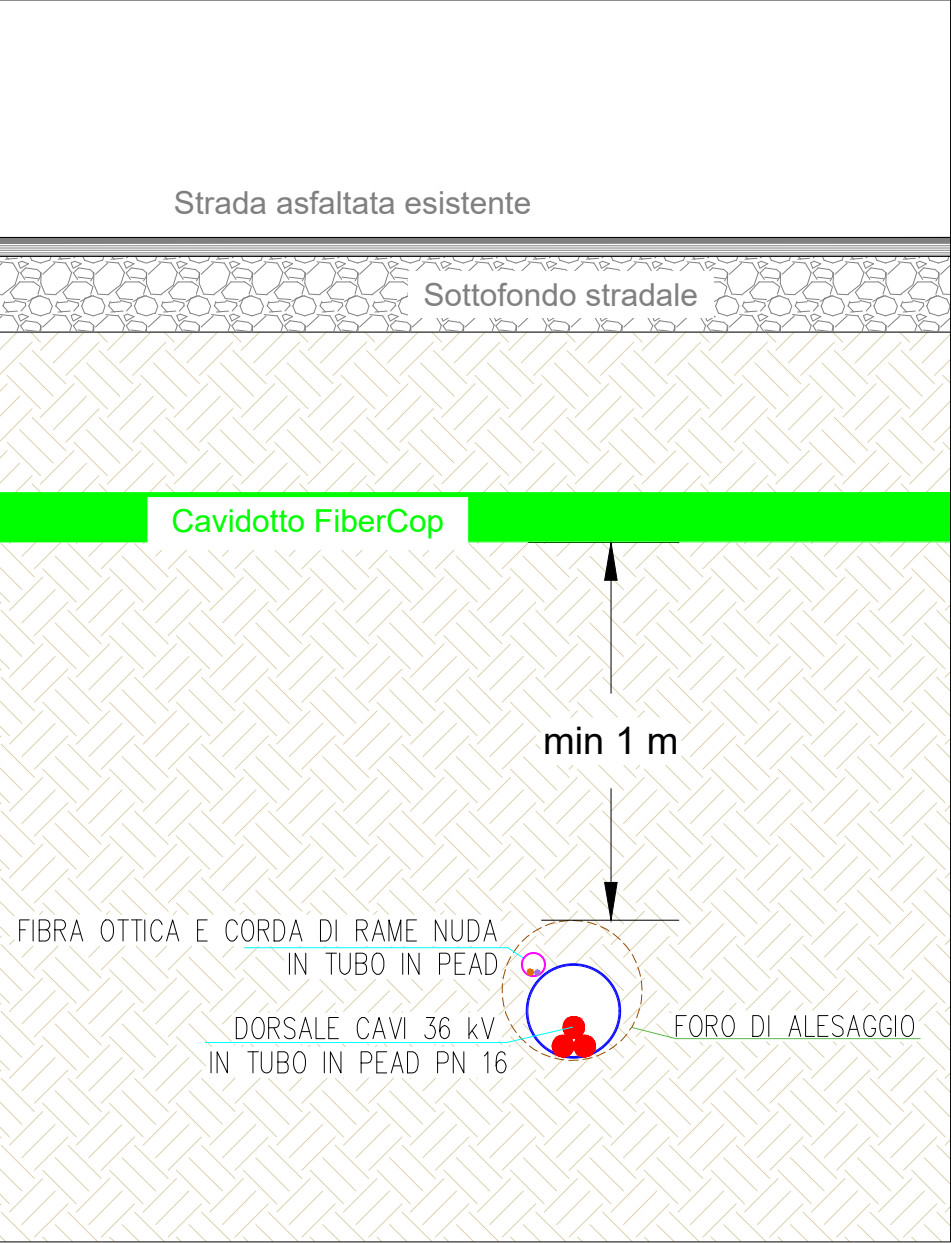 Strada asfaltata esistente
Sottofondo stradale
Cavidotto FiberCop
min 1 m
FIBRA OTTICA E CORDA DI RAME NUDA
IN TUBO IN PEAD
DORSALE CAVI 36 kV
IN TUBO IN PEAD PN 16
FORO DI ALESAGGIO